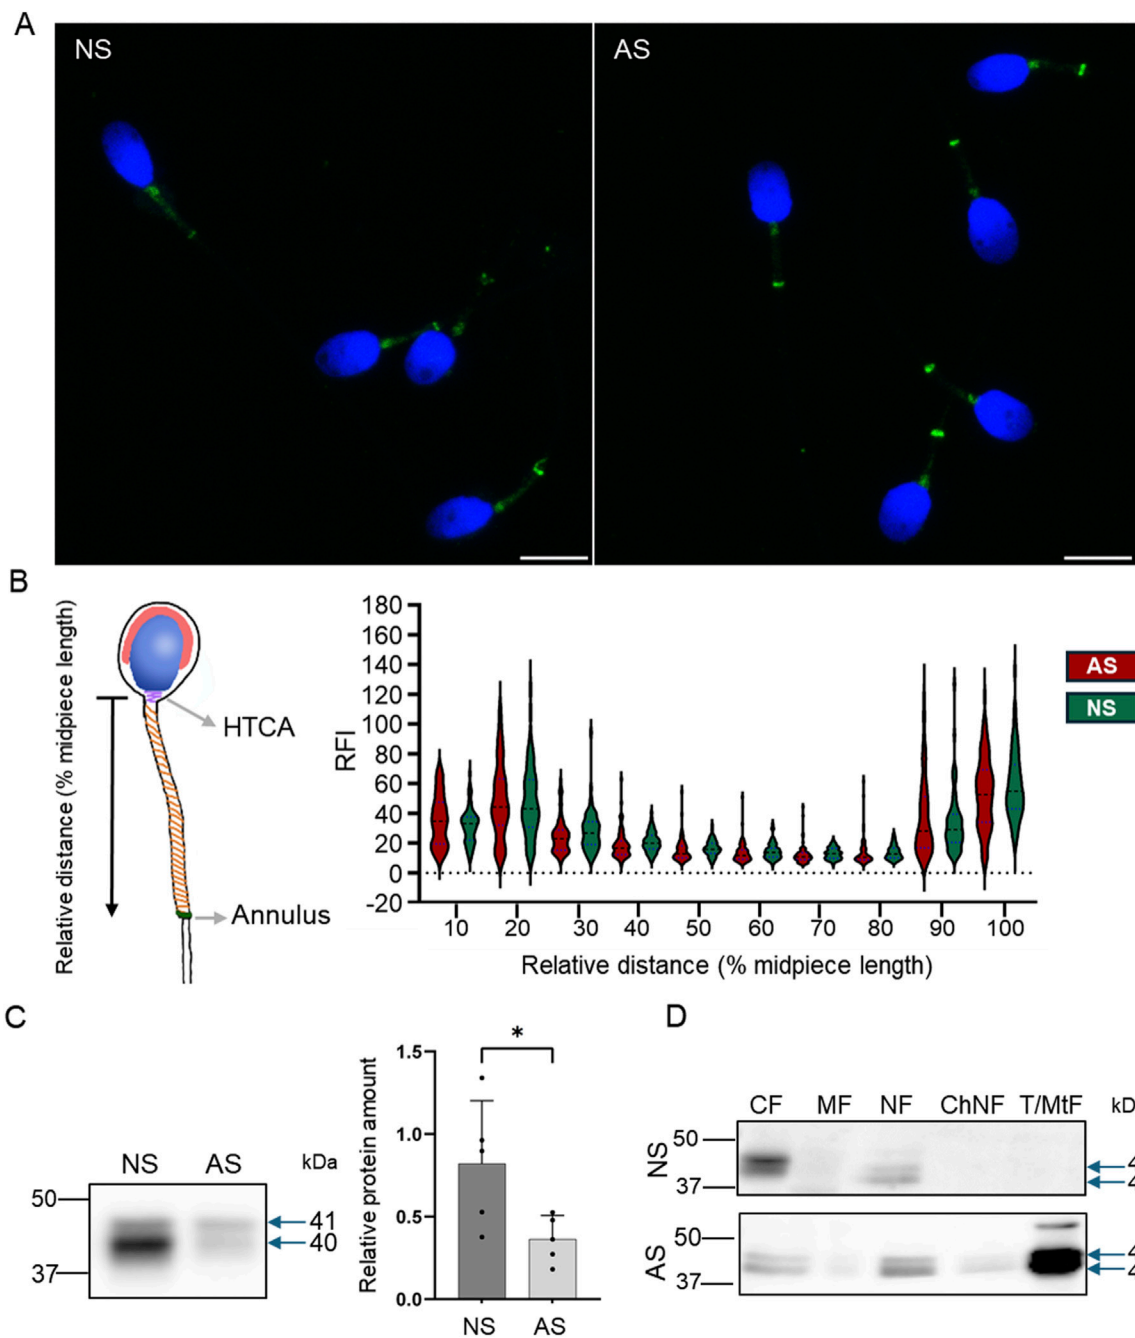 A
NS
AS
B
Relative distance (% midpiece length)
HTCA
Annulus
RFI
180
160
140
120
100
80
60
40
20
0
-20
10 20 30 40 50 60 70 80 90 100
Relative distance (% midpiece length)
AS
NS
C
NS AS kDa
50
41
40
37
Relative protein amount
1.5
1.0
0.5
0.0
*
NS AS
D
CF MF NF ChNF T/MtF
NS
50
37
AS
50
37